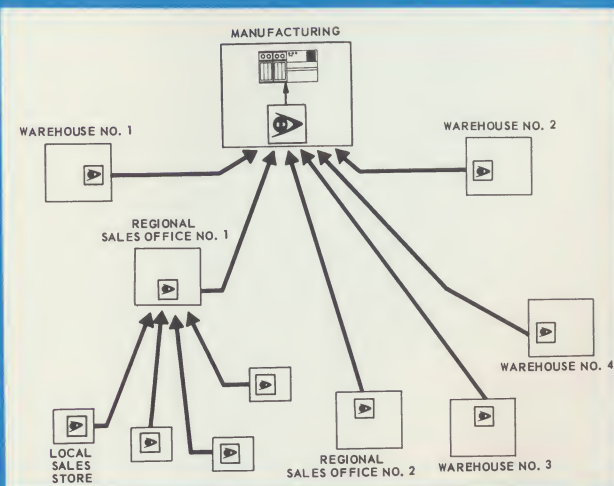 MANUFACTURING
WAREHOUSE NO. 1
WAREHOUSE NO. 2
REGIONAL
SALES OFFICE NO. 1
WAREHOUSE NO. 4
LOCAL
SALES
STORE
REGIONAL
SALES OFFICE NO. 2
WAREHOUSE NO. 3